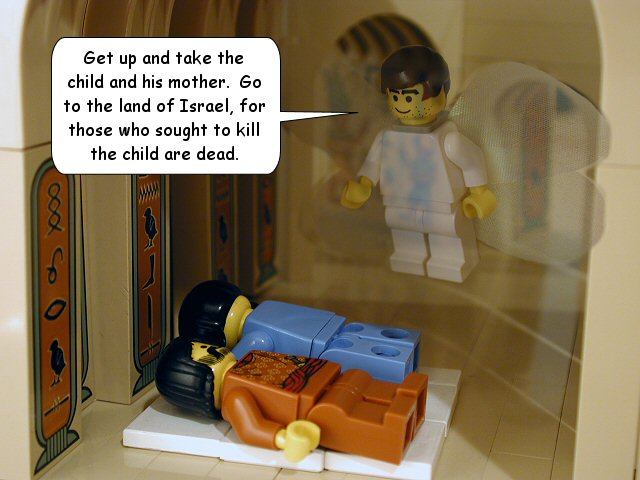 Get up and take the
child and his mother. Go
to the land of Israel, for
those who sought to kill
the child are dead.